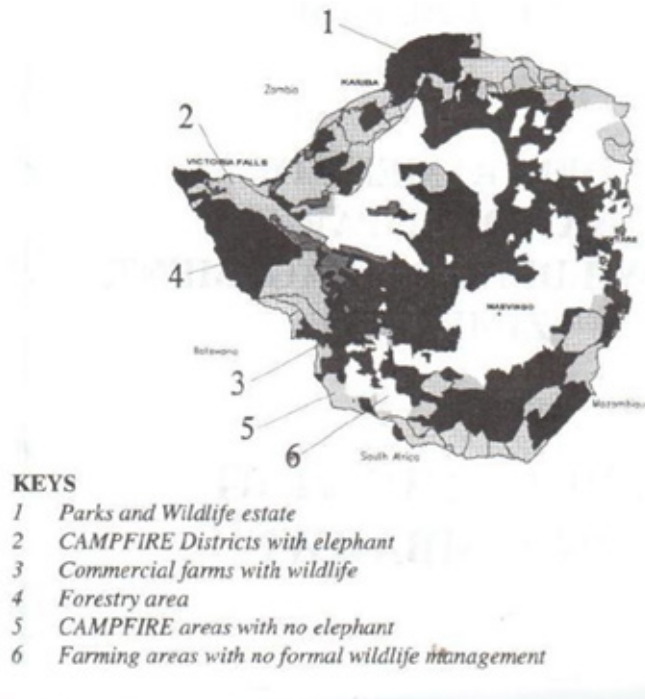 1
KARIBA
Zambia
2
VICTORIA FALLS
4
MASVINGO
Botswana
3
5
Mozambique
6
South Africa
KEYS
1 Parks and Wildlife estate
2 CAMPFIRE Districts with elephant
3 Commercial farms with wildlife
4 Forestry area
5 CAMPFIRE areas with no elephant
6 Farming areas with no formal wildlife management